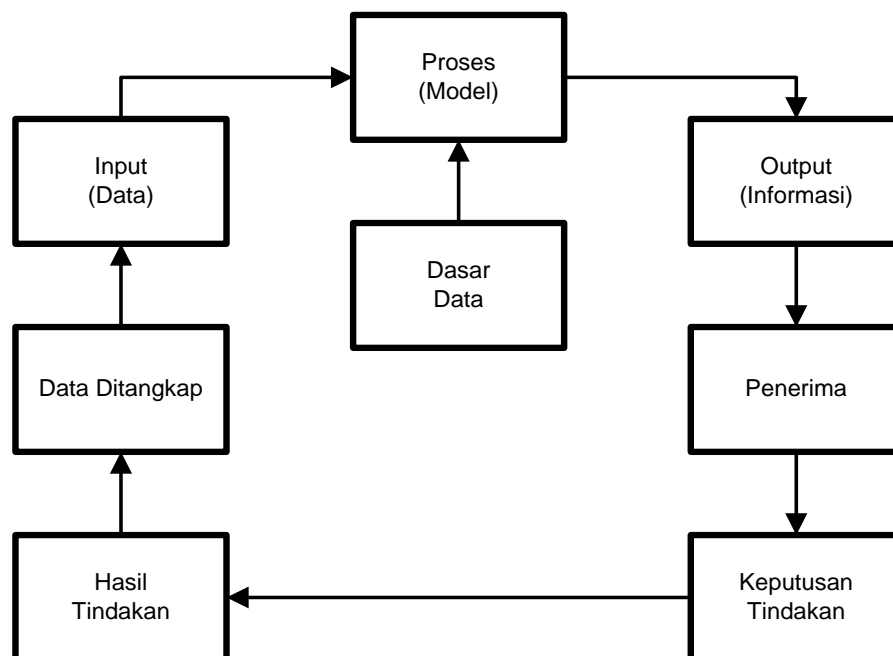 Proses
(Model)
Input
(Data)
Output
(Informasi)
Dasar
Data
Data Ditangkap
Penerima
Hasil
Tindakan
Keputusan
Tindakan